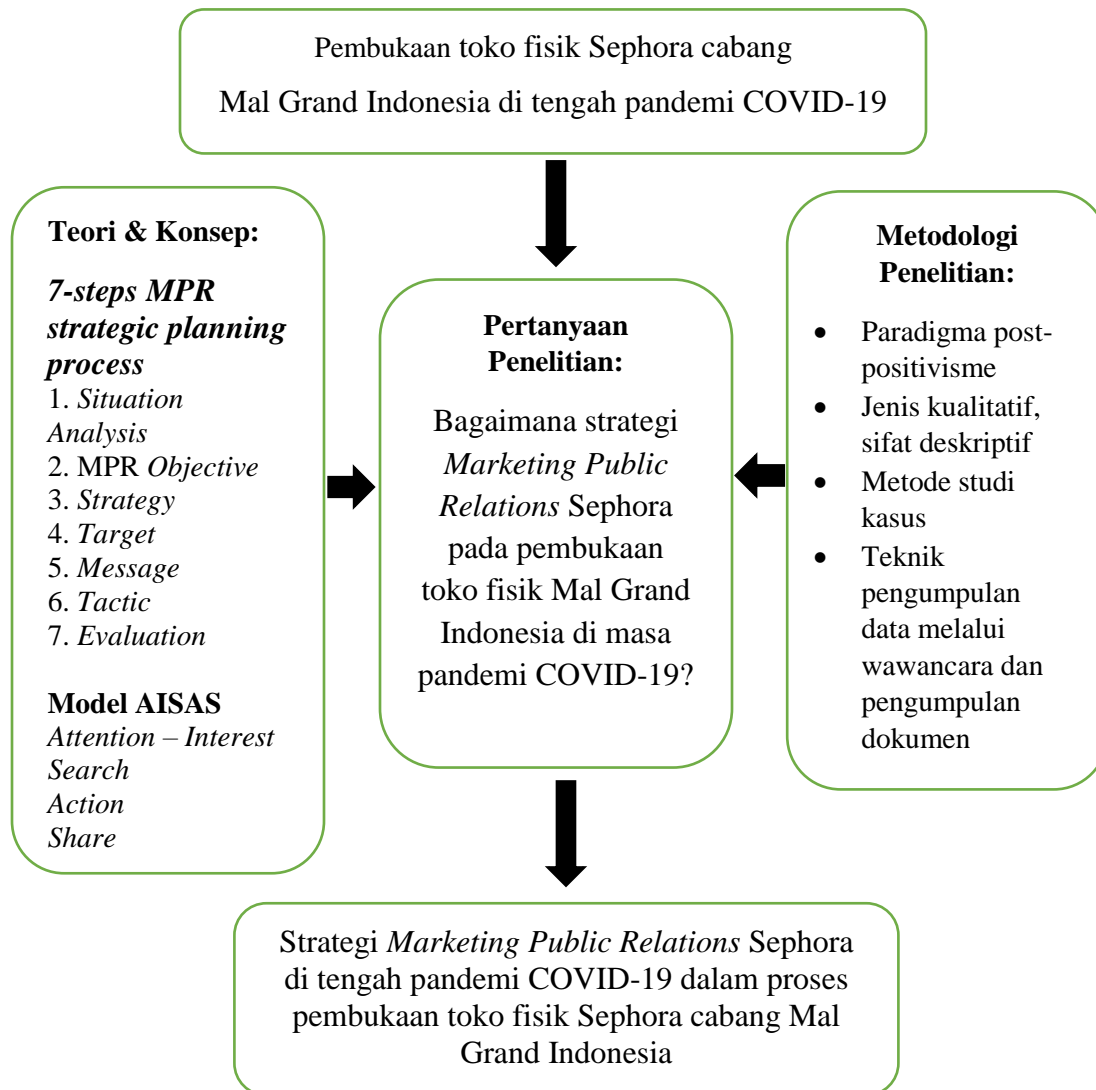 Pembukaan toko fisik Sephora cabang
Mal Grand Indonesia di tengah pandemi COVID-19
Teori & Konsep:
7-steps MPR
strategic planning
process
1. Situation
Analysis
2. MPR Objective
3. Strategy
4. Target
5. Message
6. Tactic
7. Evaluation
Model AISAS
Attention – Interest
Search
Action
Share
Pertanyaan
Penelitian:
Bagaimana strategi
Marketing Public
Relations Sephora
pada pembukaan
toko fisik Mal Grand
Indonesia di masa
pandemi COVID-19?
Metodologi
Penelitian:
• Paradigma post-
positivisme
• Jenis kualitatif,
sifat deskriptif
• Metode studi
kasus
• Teknik
pengumpulan
data melalui
wawancara dan
pengumpulan
dokumen
Strategi Marketing Public Relations Sephora
di tengah pandemi COVID-19 dalam proses
pembukaan toko fisik Sephora cabang Mal
Grand Indonesia